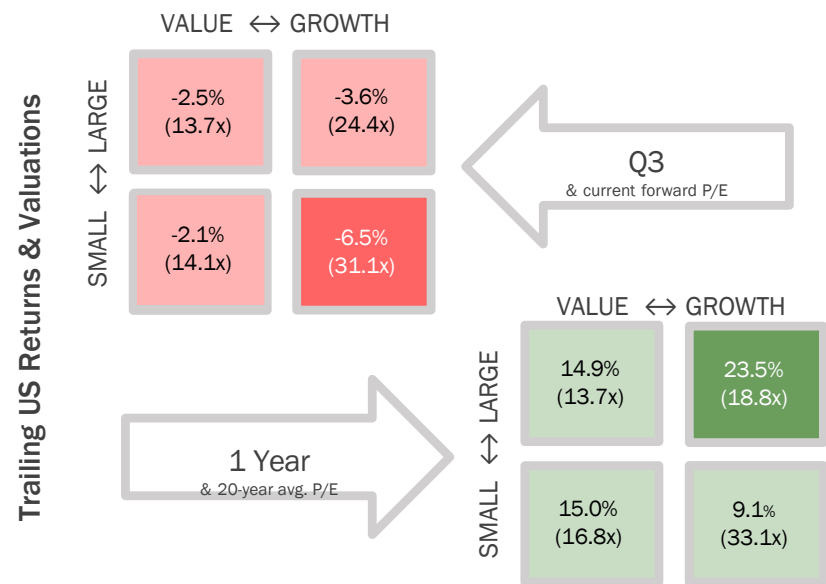 Trailing US Returns & Valuations
VALUE ↔ GROWTH
SMALL ↔ LARGE
-2.5%
(13.7x)
-3.6%
(24.4x)
-2.1%
(14.1x)
-6.5%
(31.1x)
Q3
& current forward P/E
1 Year
& 20-year avg. P/E
VALUE ↔ GROWTH
SMALL ↔ LARGE
14.9%
(13.7x)
23.5%
(18.8x)
15.0%
(16.8x)
9.1%
(33.1x)